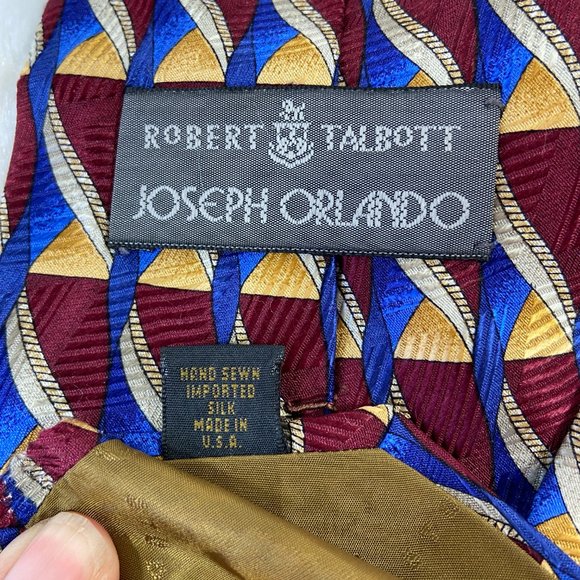 ROBERT TALBOTT
JOSEPH ORLANDO
HAND SEWN
IMPORTED
SILK
MADE IN
U.S.A.